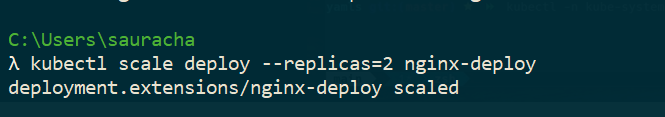 C:\Users\sauracha
λ kubectl scale deploy --replicas=2 nginx-deploy
deployment.extensions/nginx-deploy scaled